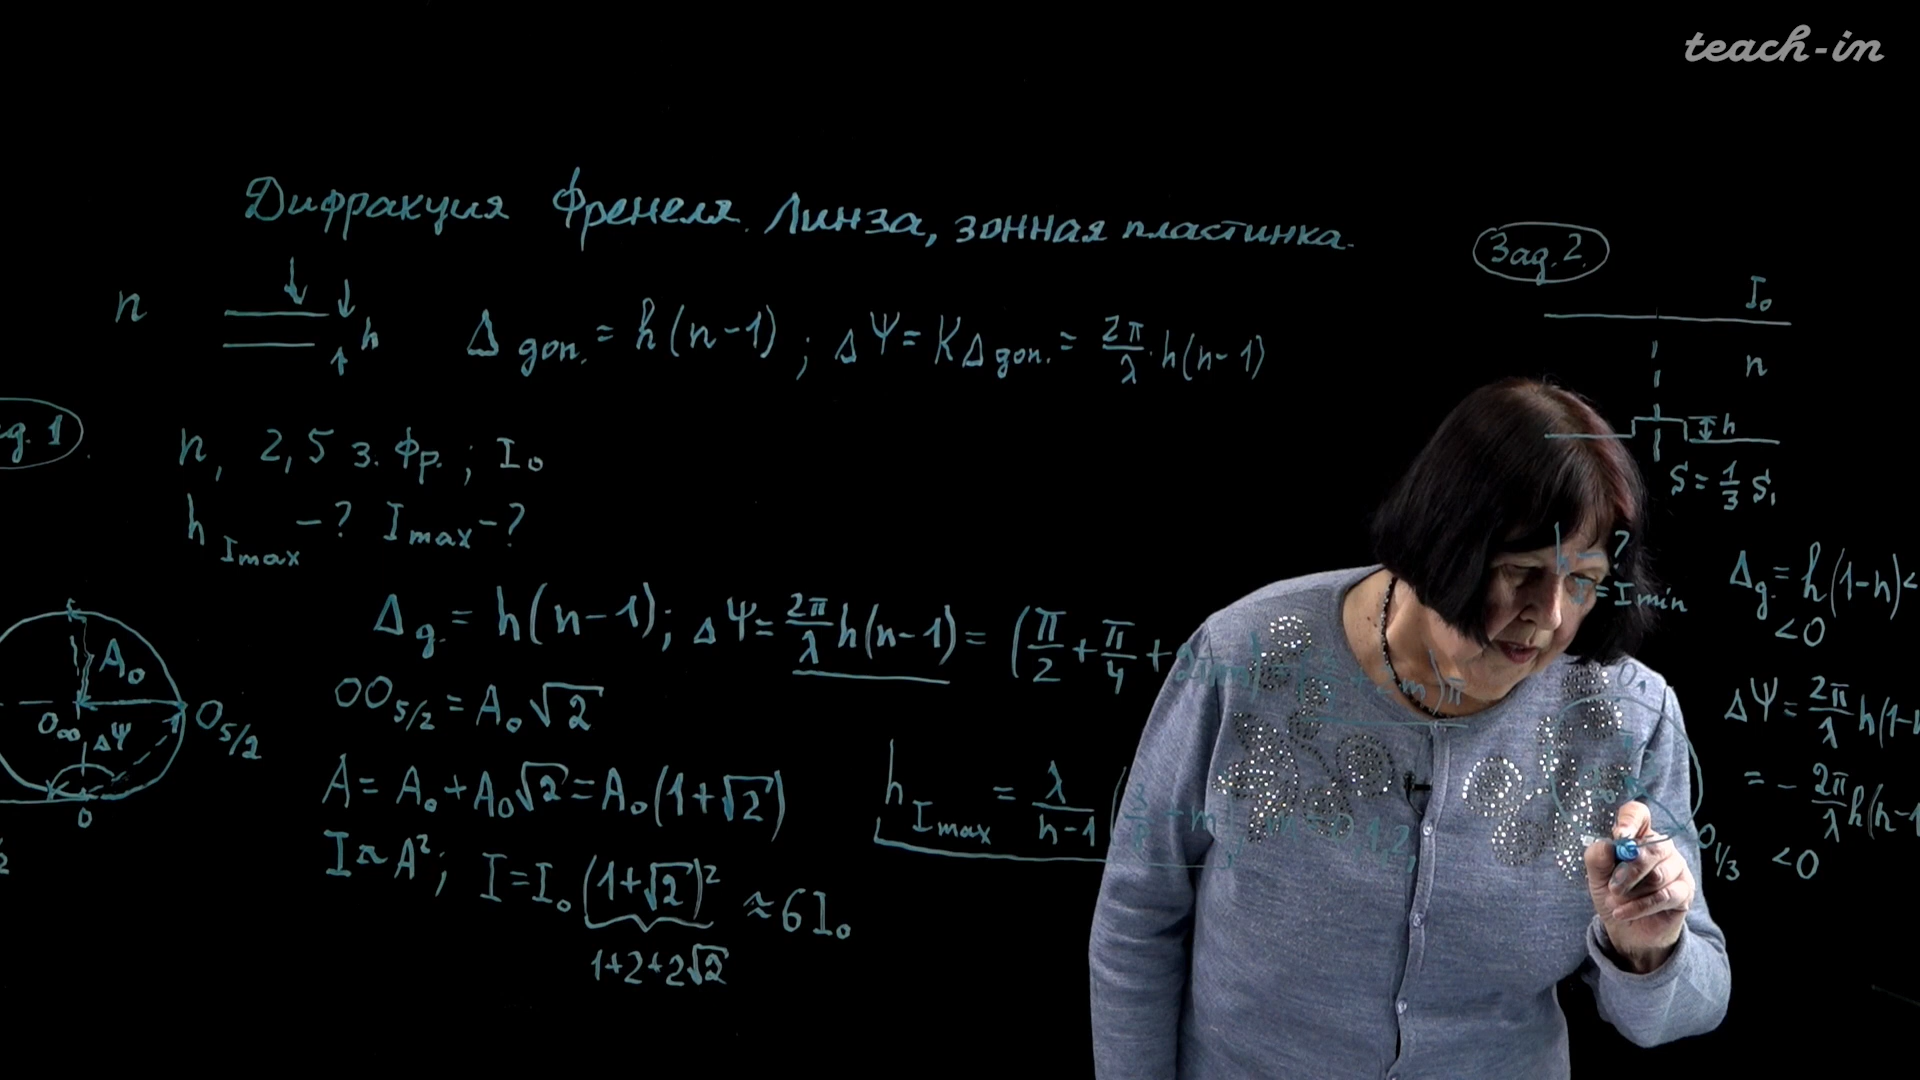 teach-in
Дифракция Френеля. Линза, зонная пластинка.
n
h
Δ доп. = h(n-1) ; ΔΨ = KΔ доп. = 2π/λ · h(n-1)
д. 1
n, 2,5 з. Фр. ; I₀
h Imax - ? Imax - ?
Δ д. = h(n-1); ΔΨ = 2π/λ h(n-1) = (π/2 + π/4 +
OO₅/₂ = A₀√2
A = A₀ + A₀√2 = A₀(1+√2)
I ~ A²; I = I₀(1+√2)² ≈ 6I₀
1+2+2√2
h Imax = λ/(n-1)
A₀
O∞
ΔΨ
O₅/₂
O
Зад. 2.
I₀
n
h
S = 1/3 S₁
h - ?
I = Imin
Δ д. = h(1-n) <
<0
ΔΨ = 2π/λ h(1-n
= - 2π/λ h(n-1
<0
O₁
O₁/₃